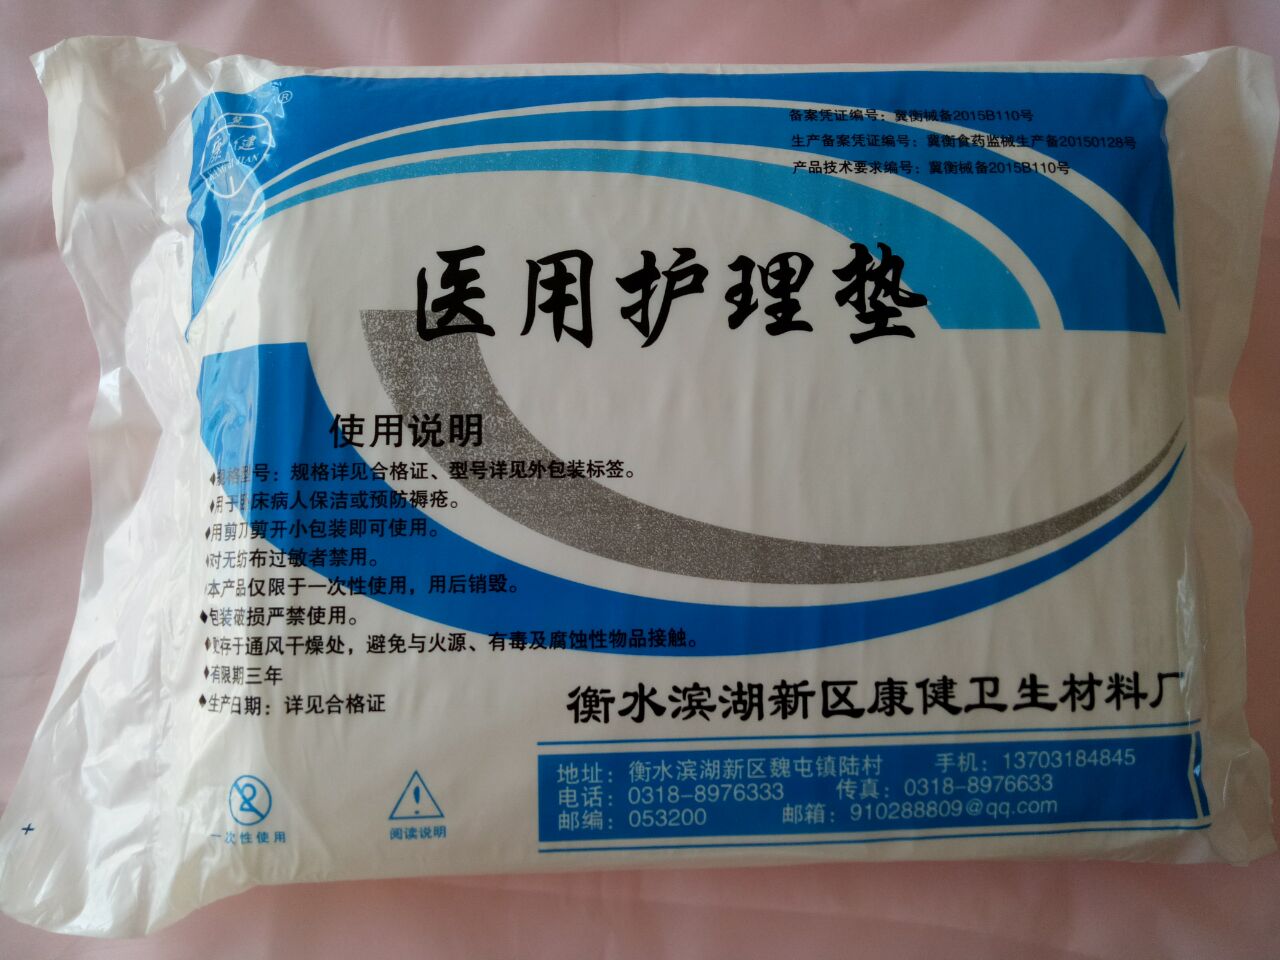 ®
康健
备案凭证编号：冀衡械备2015B110号
生产备案凭证编号：冀衡食药监械生产备20150128号
产品技术要求编号：冀衡械备2015B110号
医用护理垫
使用说明
♦规格型号：规格详见合格证、型号详见外包装标签。
♦用于卧床病人保洁或预防褥疮。
♦用剪刀剪开小包装即可使用。
♦对无纺布过敏者禁用。
♦本产品仅限于一次性使用，用后销毁。
♦包装破损严禁使用。
♦贮存于通风干燥处，避免与火源、有毒及腐蚀性物品接触。
♦有限期三年
♦生产日期：详见合格证
衡水滨湖新区康健卫生材料厂
地址：衡水滨湖新区魏屯镇陆村 手机：13703184845
电话：0318-8976333 传真：0318-8976633
邮编：053200 邮箱：910288809@qq.com
一次性使用 阅读说明